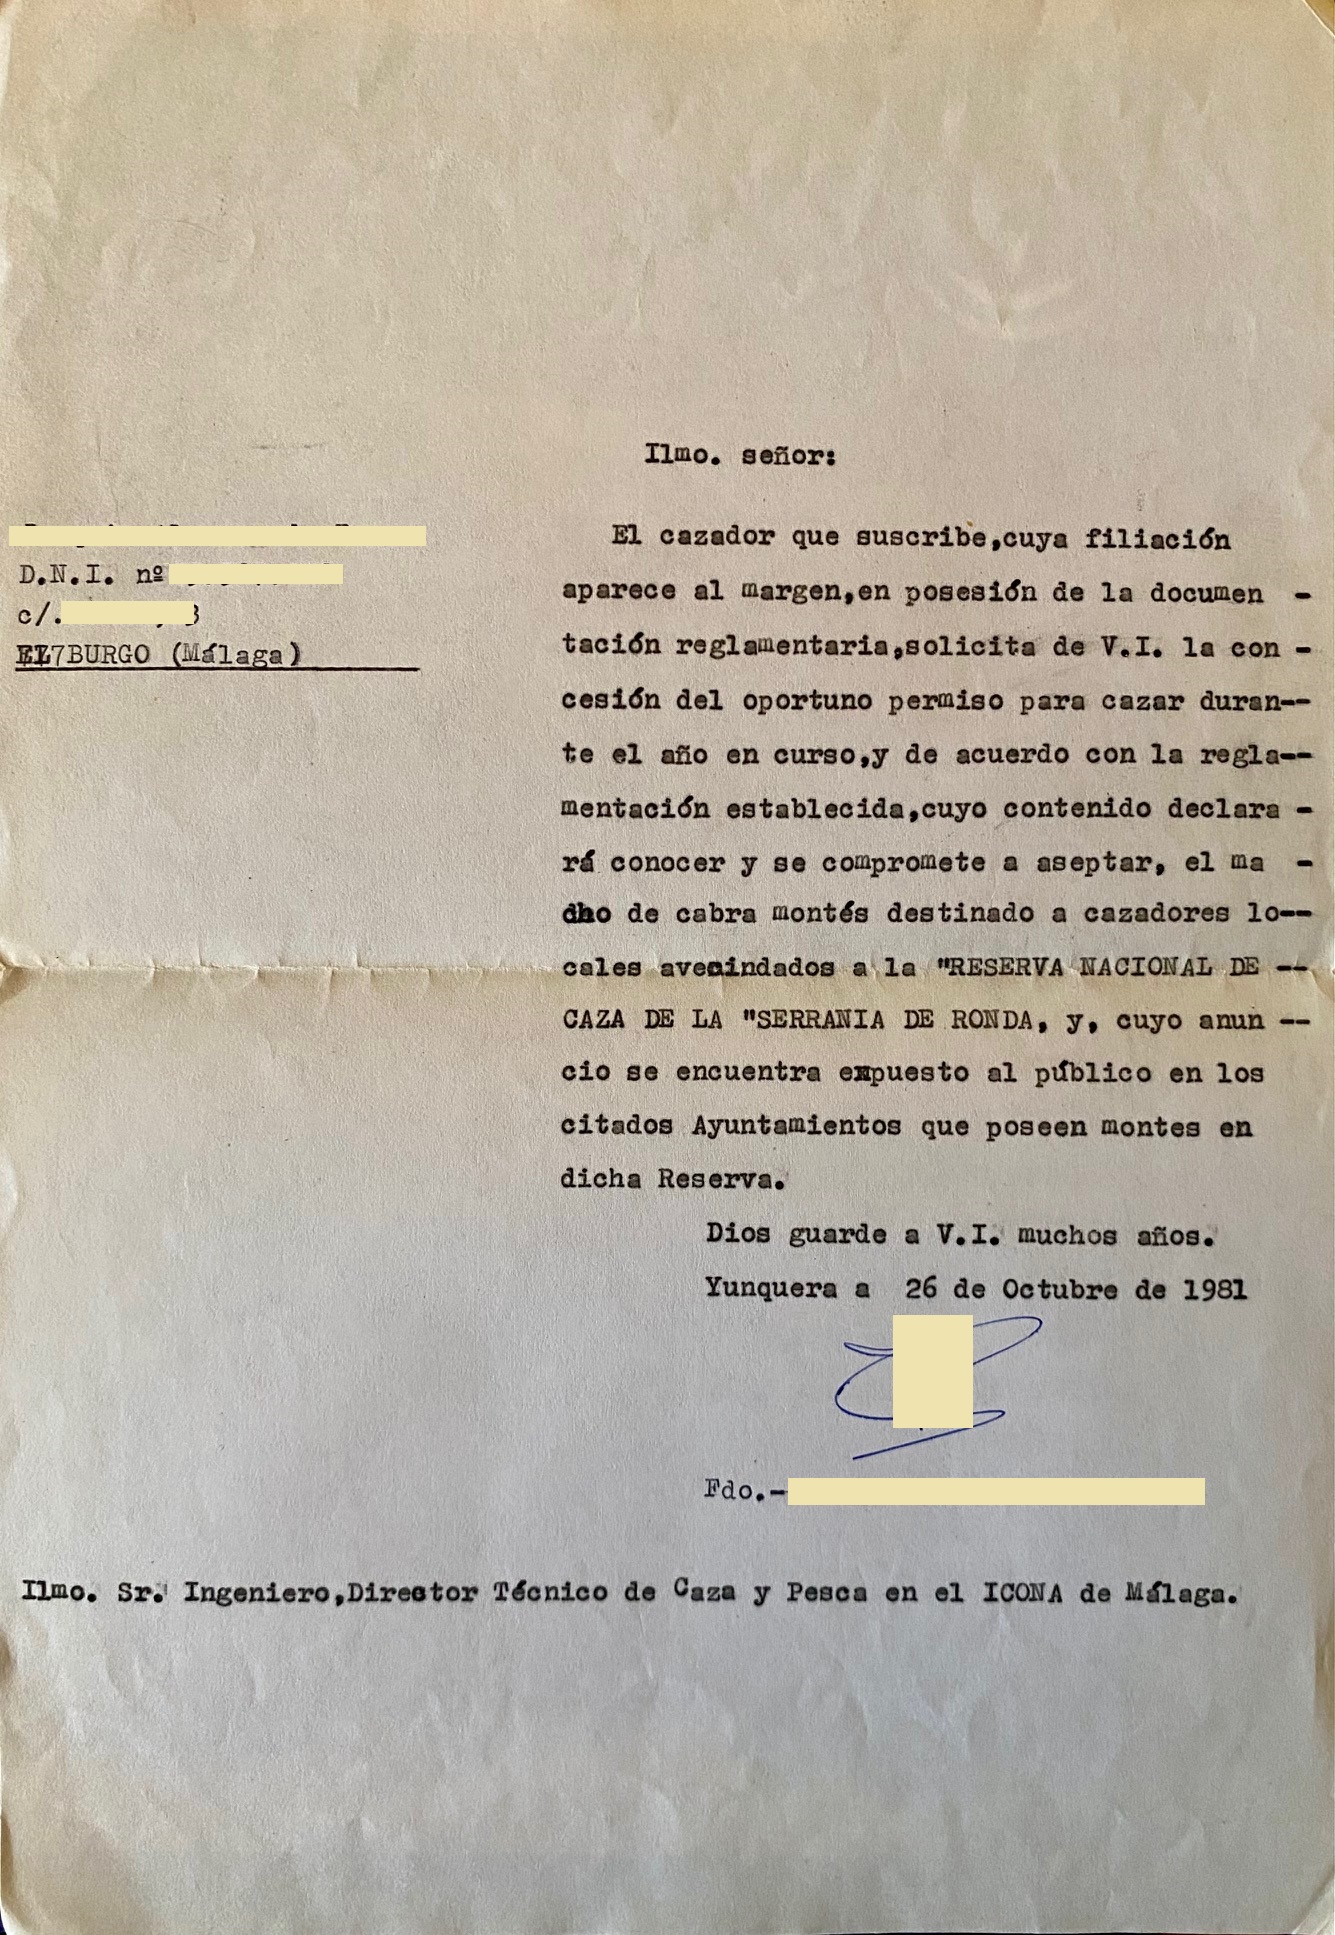 Ilmo. señor:
D.N.I. nº
c/.
EL7BURGO (Málaga)
El cazador que suscribe,cuya filiación
aparece al margen,en posesión de la documen -
tación reglamentaria,solicita de V.I. la con -
cesión del oportuno permiso para cazar duran--
te el año en curso,y de acuerdo con la regla--
mentación establecida,cuyo contenido declara -
rá conocer y se compromete a aseptar, el ma -
dho de cabra montés destinado a cazadores lo--
cales avecindados a la "RESERVA NACIONAL DE --
CAZA DE LA "SERRANIA DE RONDA, y, cuyo anun --
cio se encuentra expuesto al público en los
citados Ayuntamientos que poseen montes en
dicha Reserva.
Dios guarde a V.I. muchos años.
Yunquera a 26 de Octubre de 1981
Fdo.-
Ilmo. Sr. Ingeniero,Director Técnico de Caza y Pesca en el ICONA de Málaga.